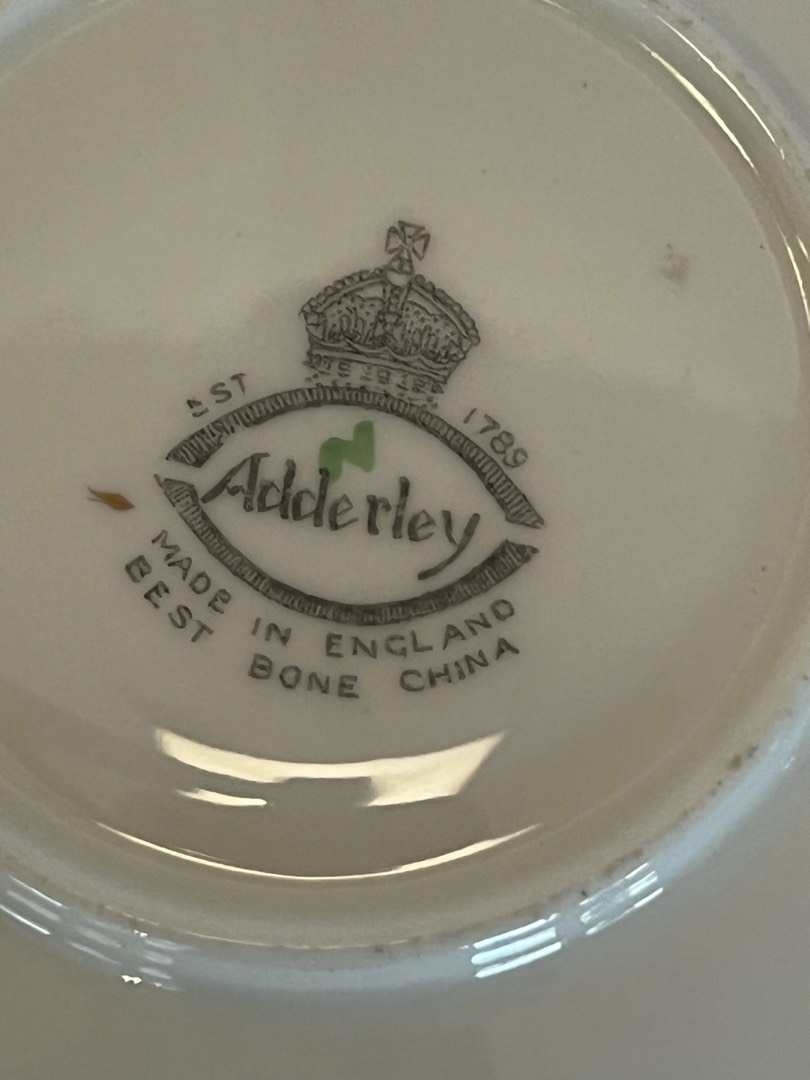 EST 1789
N
Adderley
MADE IN ENGLAND
BEST BONE CHINA